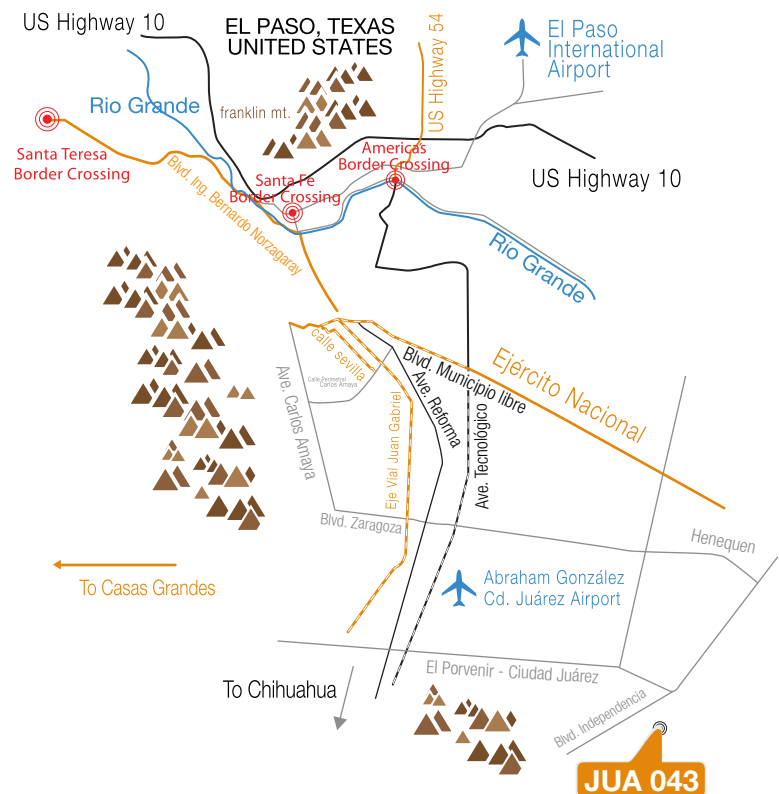 US Highway 10
EL PASO, TEXAS
UNITED STATES
US Highway 54
El Paso
International
Airport
Rio Grande
franklin mt.
Santa Teresa
Border Crossing
Americas
Border Crossing
Santa Fe
Border Crossing
US Highway 10
Blvd. Ing. Bernardo Norzagaray
Rio Grande
calle sevilla
Calle Perimetral
Carlos Amaya
Ave. Carlos Amaya
Blvd. Municipio libre
Ejército Nacional
Ave. Reforma
Eje Vial Juan Gabriel
Ave. Tecnológico
Blvd. Zaragoza
Henequen
To Casas Grandes
Abraham González
Cd. Juárez Airport
El Porvenir - Ciudad Juárez
To Chihuahua
Blvd. Independencia
JUA 043